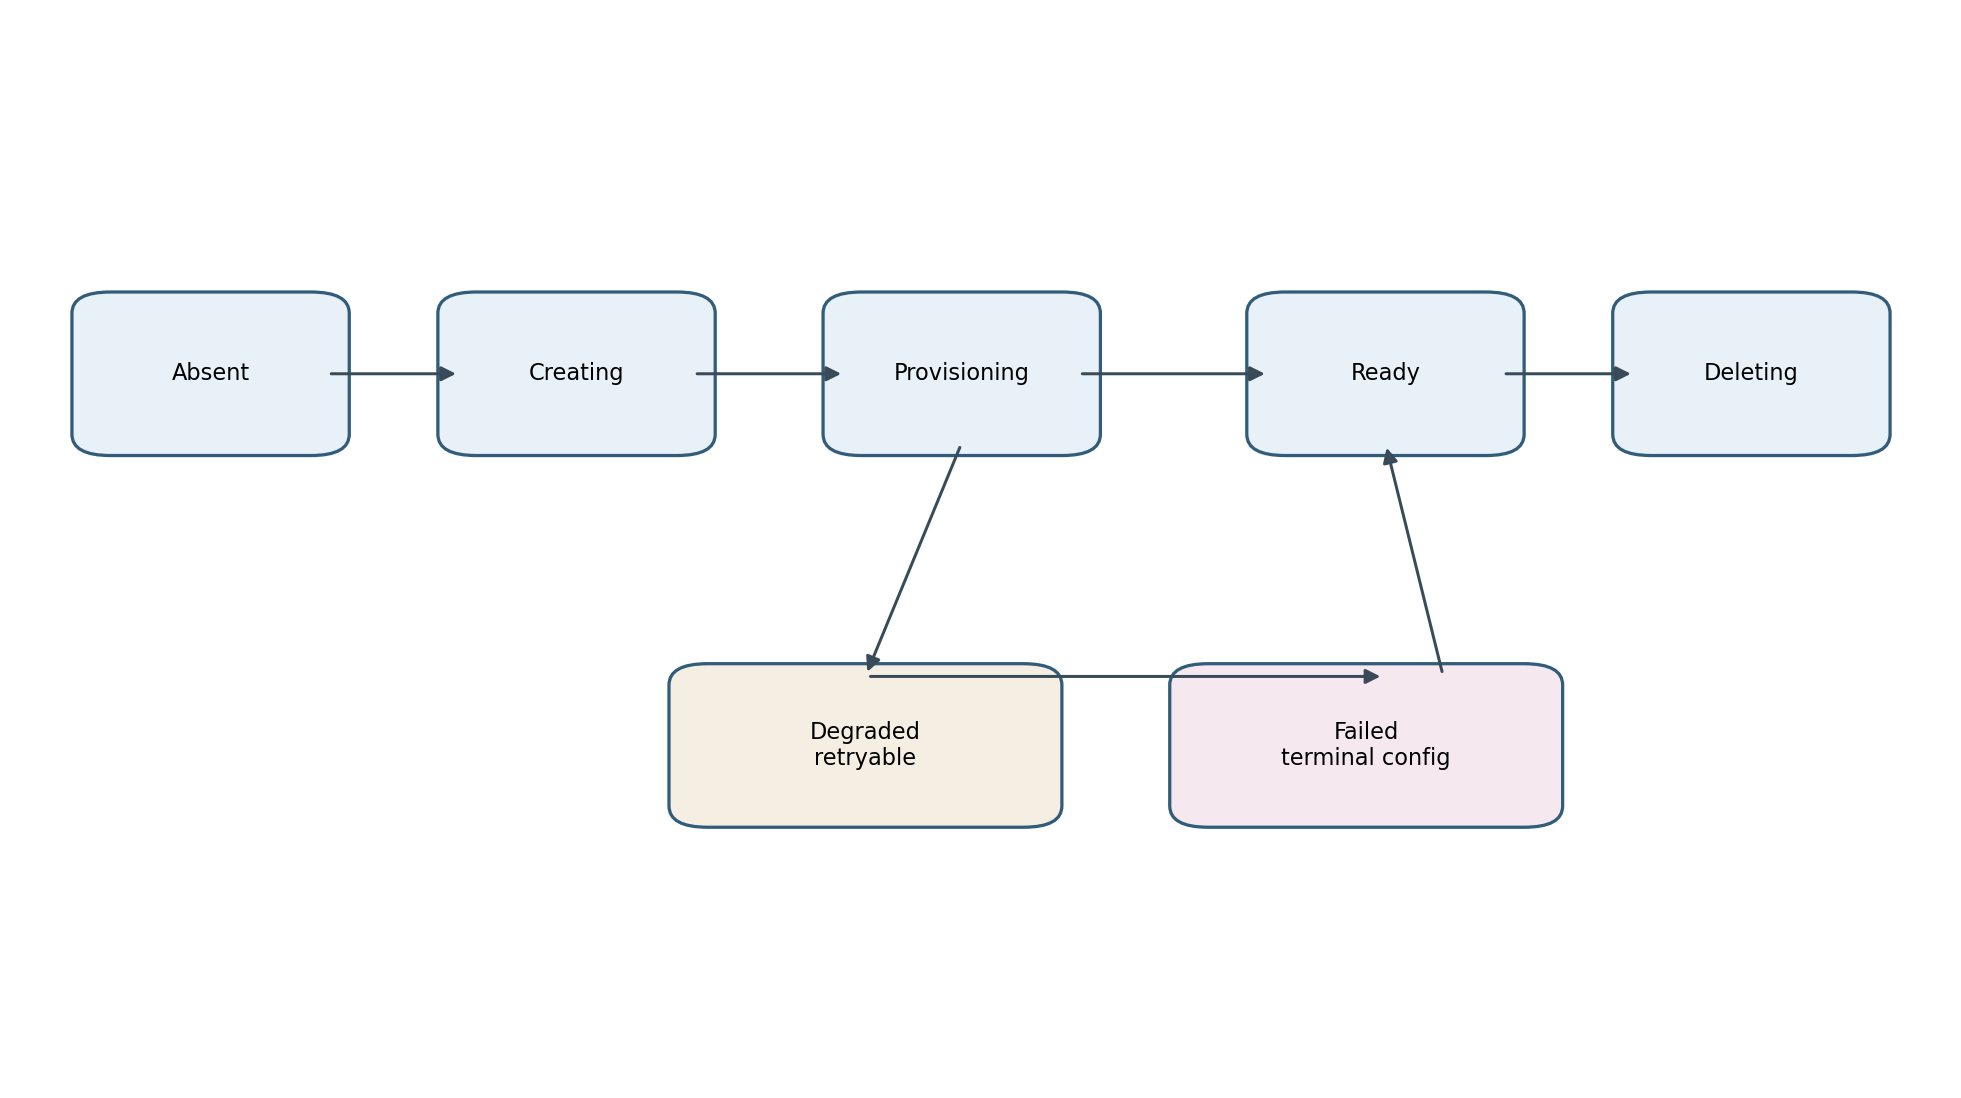 Absent
Creating
Provisioning
Ready
Deleting
Degraded
retryable
Failed
terminal config